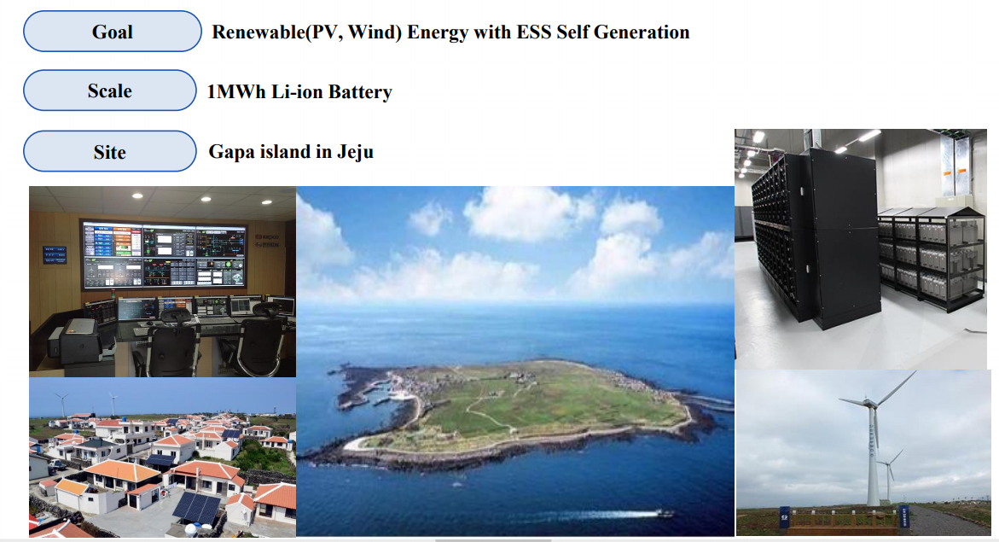 Goal
Renewable(PV, Wind) Energy with ESS Self Generation
Scale
1MWh Li-ion Battery
Site
Gapa island in Jeju